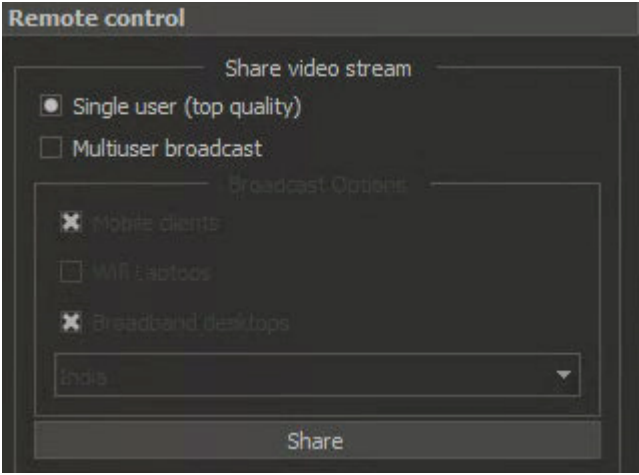 Remote control
Share video stream
Single user (top quality)
Multiuser broadcast
Broadcast Options
Mobile clients
Wifi Laptops
Broadband desktops
India
Share